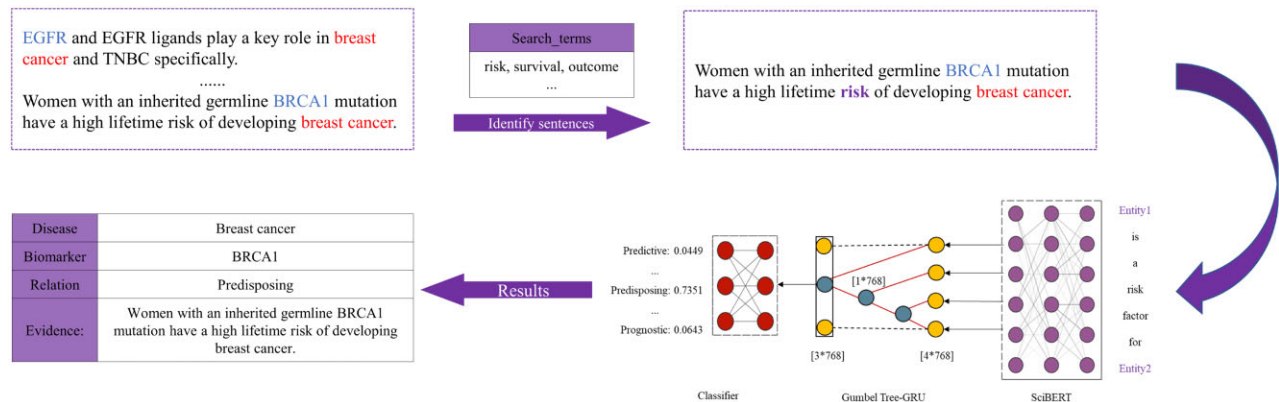 EGFR and EGFR ligands play a key role in breast
cancer and TNBC specifically.
......
Women with an inherited germline BRCA1 mutation
have a high lifetime risk of developing breast cancer.
Search_terms
risk, survival, outcome
...
Identify sentences
Women with an inherited germline BRCA1 mutation
have a high lifetime risk of developing breast cancer.
Entity1
is
a
risk
factor
for
Entity2
SciBERT
[1*768]
[3*768]
[4*768]
Gumbel Tree-GRU
Predictive: 0.0449
...
Predisposing: 0.7351
...
Prognostic: 0.0643
Classifier
Results
Disease
Breast cancer
Biomarker
BRCA1
Relation
Predisposing
Evidence:
Women with an inherited germline BRCA1
mutation have a high lifetime risk of developing
breast cancer.